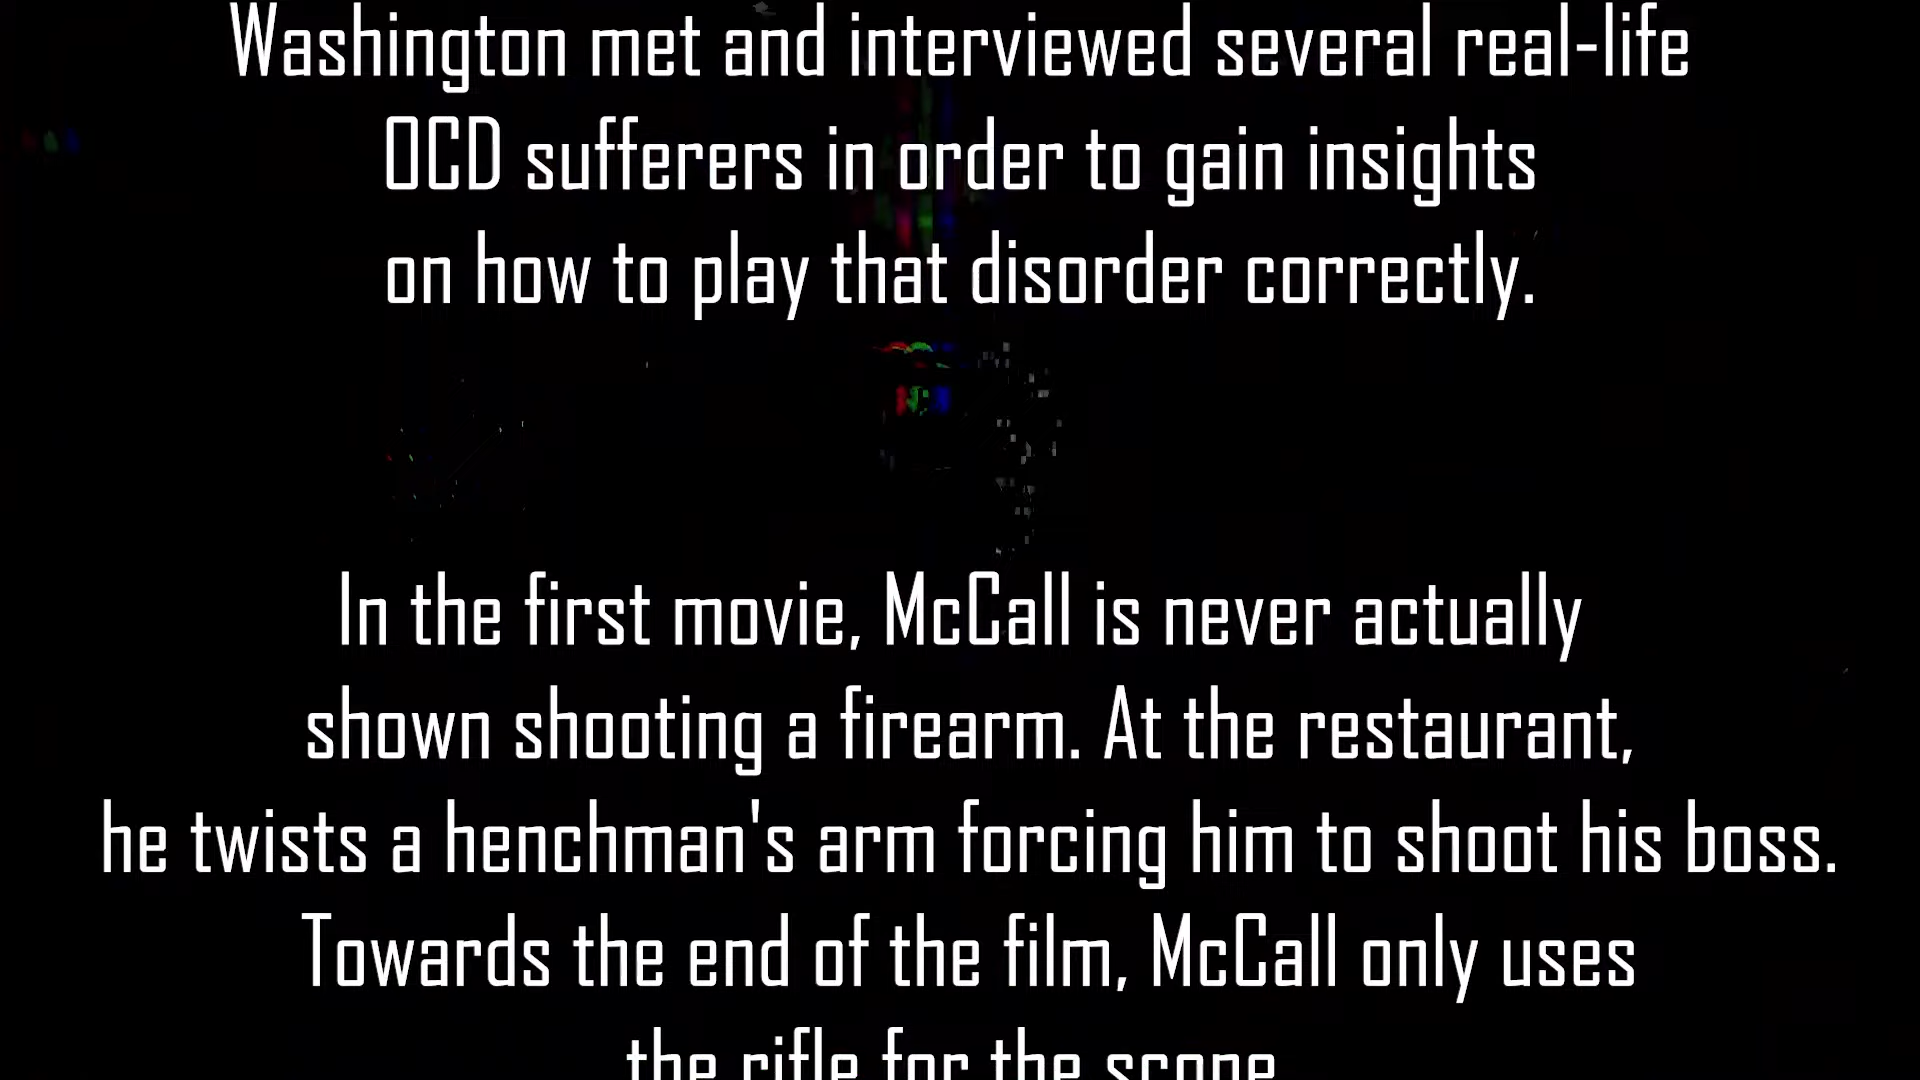 Washington met and interviewed several real-life
OCD sufferers in order to gain insights
on how to play that disorder correctly.
In the first movie, McCall is never actually
shown shooting a firearm. At the restaurant,
he twists a henchman's arm forcing him to shoot his boss.
Towards the end of the film, McCall only uses
the rifle for the scope